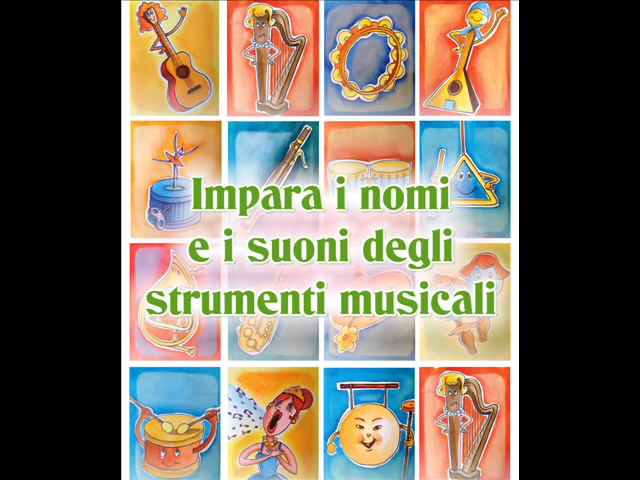 Impara i nomi
e i suoni degli
strumenti musicali